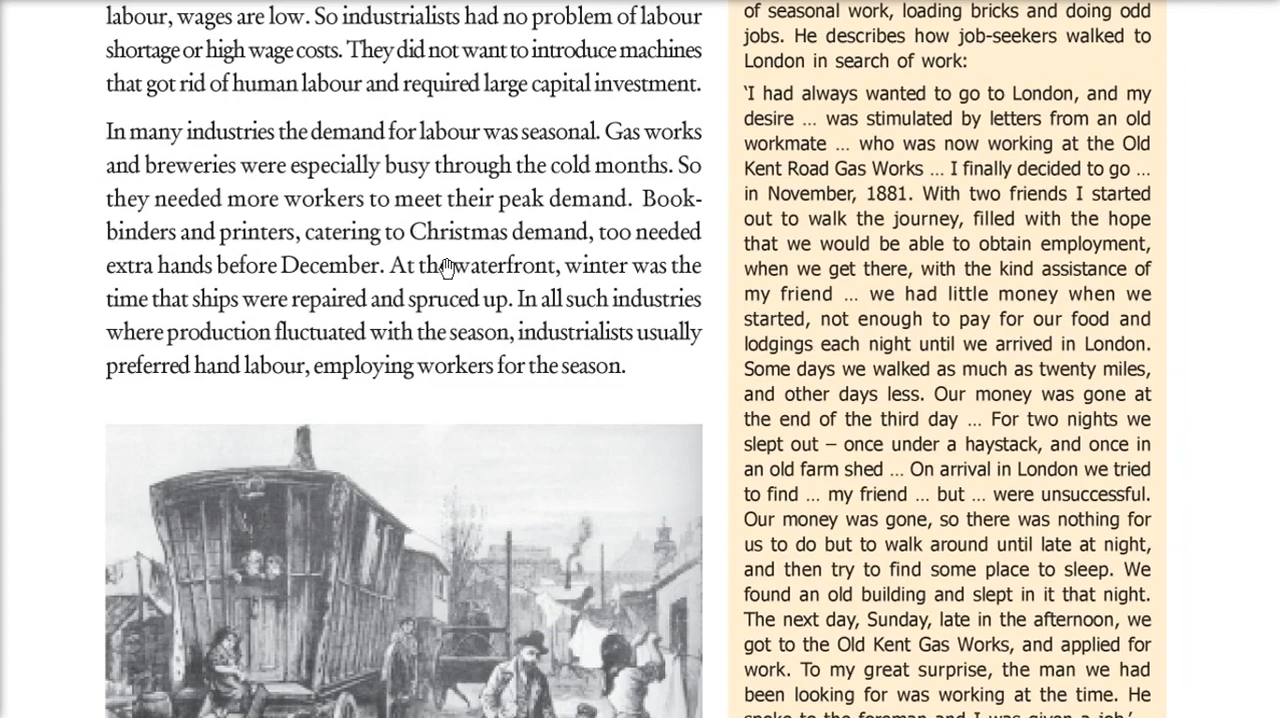 labour, wages are low. So industrialists had no problem of labour
shortage or high wage costs. They did not want to introduce machines
that got rid of human labour and required large capital investment.
In many industries the demand for labour was seasonal. Gas works
and breweries were especially busy through the cold months. So
they needed more workers to meet their peak demand. Book-
binders and printers, catering to Christmas demand, too needed
extra hands before December. At the waterfront, winter was the
time that ships were repaired and spruced up. In all such industries
where production fluctuated with the season, industrialists usually
preferred hand labour, employing workers for the season.
of seasonal work, loading bricks and doing odd
jobs. He describes how job-seekers walked to
London in search of work:
‘I had always wanted to go to London, and my
desire … was stimulated by letters from an old
workmate … who was now working at the Old
Kent Road Gas Works … I finally decided to go …
in November, 1881. With two friends I started
out to walk the journey, filled with the hope
that we would be able to obtain employment,
when we get there, with the kind assistance of
my friend … we had little money when we
started, not enough to pay for our food and
lodgings each night until we arrived in London.
Some days we walked as much as twenty miles,
and other days less. Our money was gone at
the end of the third day … For two nights we
slept out – once under a haystack, and once in
an old farm shed … On arrival in London we tried
to find … my friend … but … were unsuccessful.
Our money was gone, so there was nothing for
us to do but to walk around until late at night,
and then try to find some place to sleep. We
found an old building and slept in it that night.
The next day, Sunday, late in the afternoon, we
got to the Old Kent Gas Works, and applied for
work. To my great surprise, the man we had
been looking for was working at the time. He
spoke to the foreman and I was given a job.’